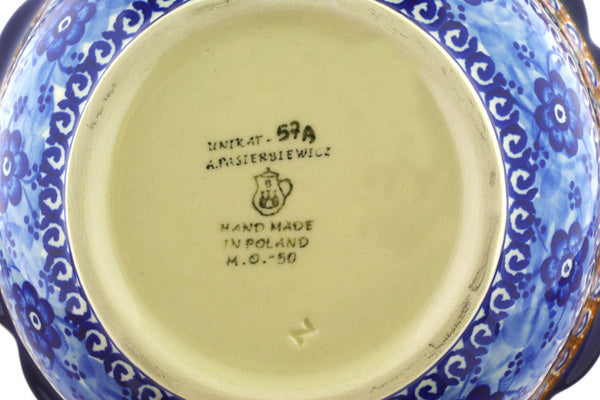 UNIKAT - 57A
A.PASIERBIEWICZ
HAND MADE
IN POLAND
M.O.-50